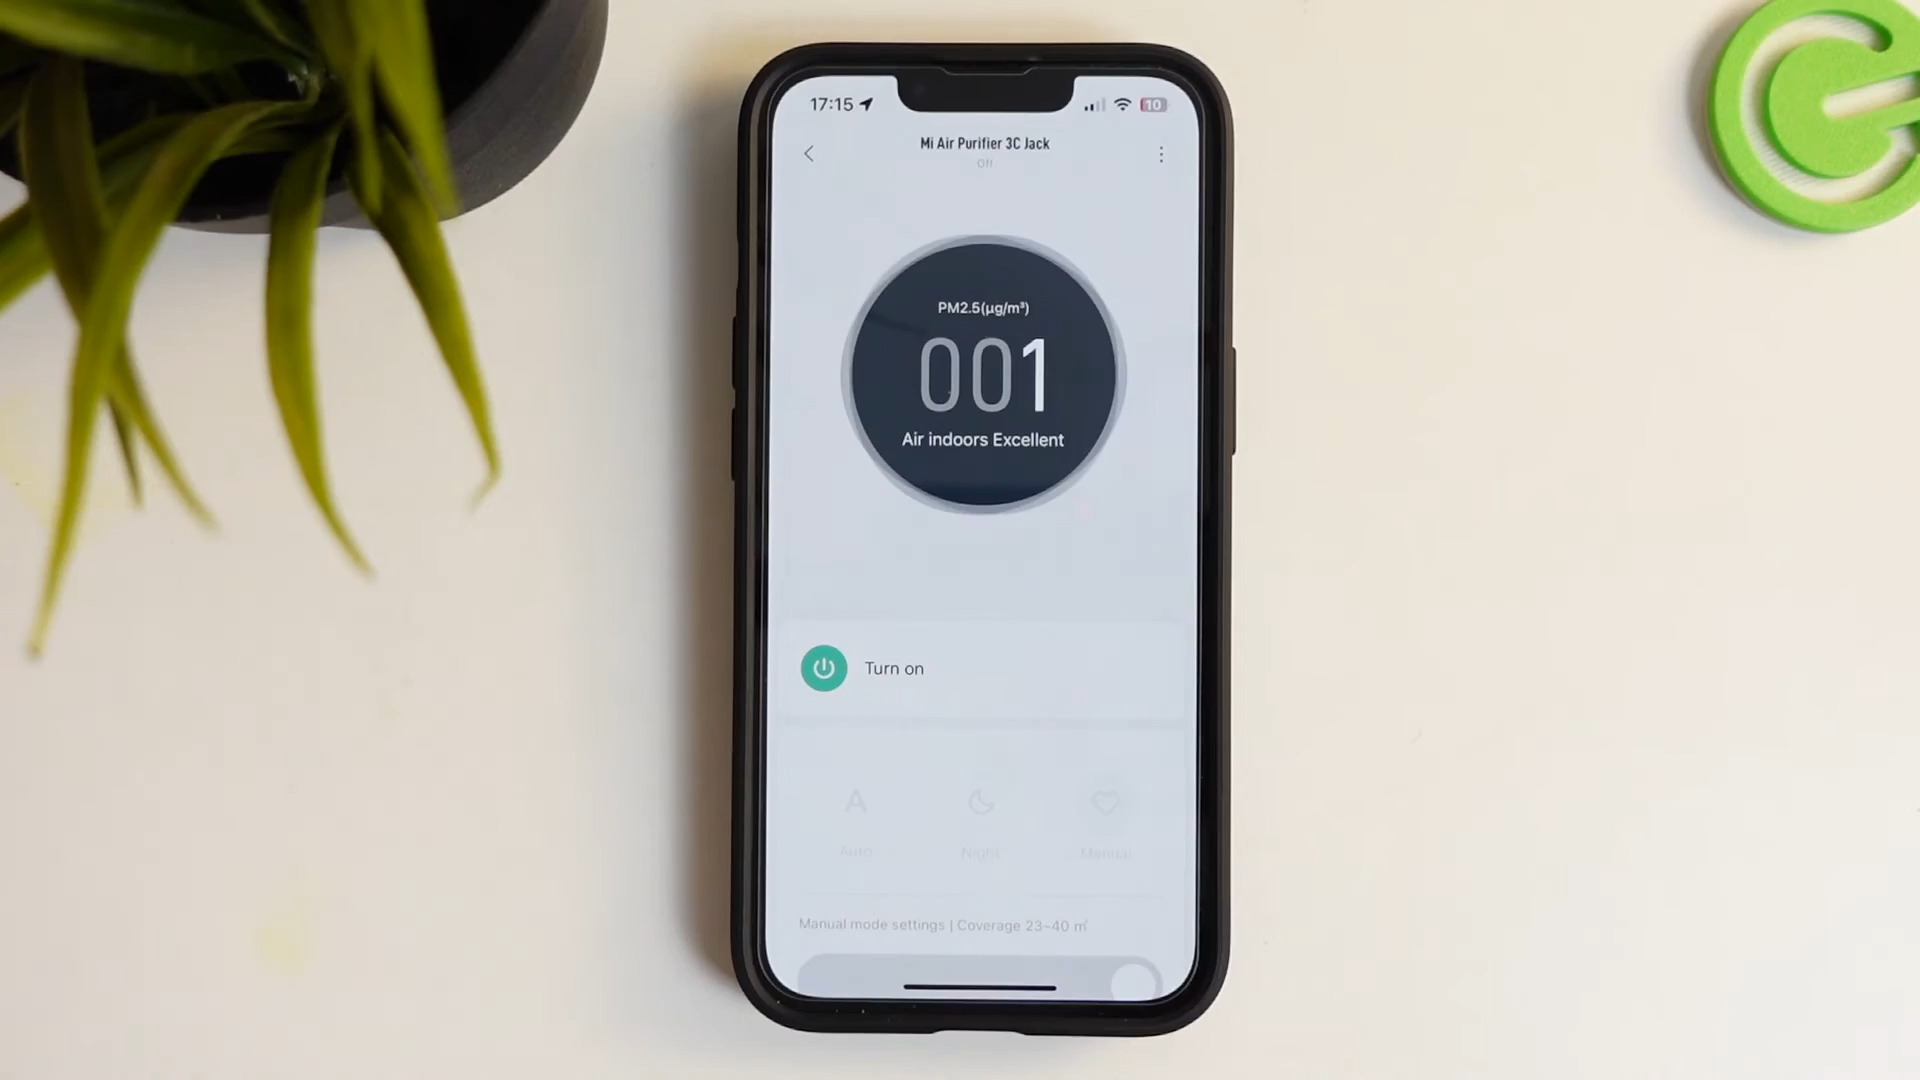 17:15
10
Mi Air Purifier 3C Jack
Off
PM2.5(μg/m³)
001
Air indoors Excellent
Turn on
A
Auto
Night
Manual
Manual mode settings | Coverage 23~40 ㎡